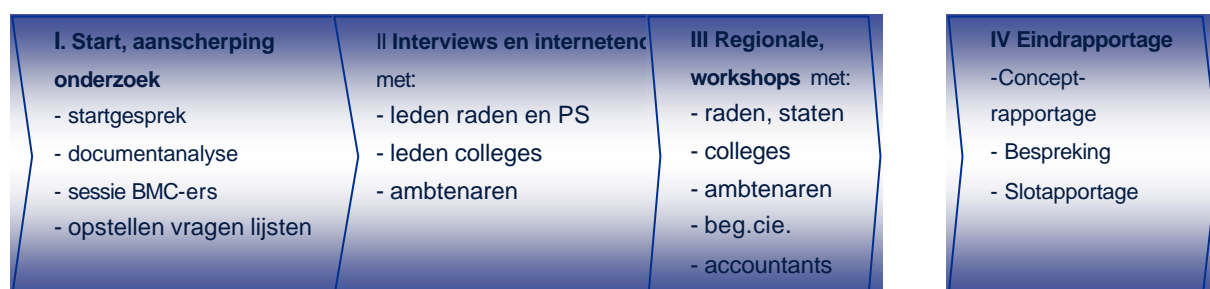 I. Start, aanscherping
onderzoek
- startgesprek
- documentanalyse
- sessie BMC-ers
- opstellen vragen lijsten
II Interviews en internetend
met:
- leden raden en PS
- leden colleges
- ambtenaren
III Regionale,
workshops met:
- raden, staten
- colleges
- ambtenaren
- beg.cie.
- accountants
IV Eindrapportage
-Concept-
rapportage
- Bespreking
- Slotapportage